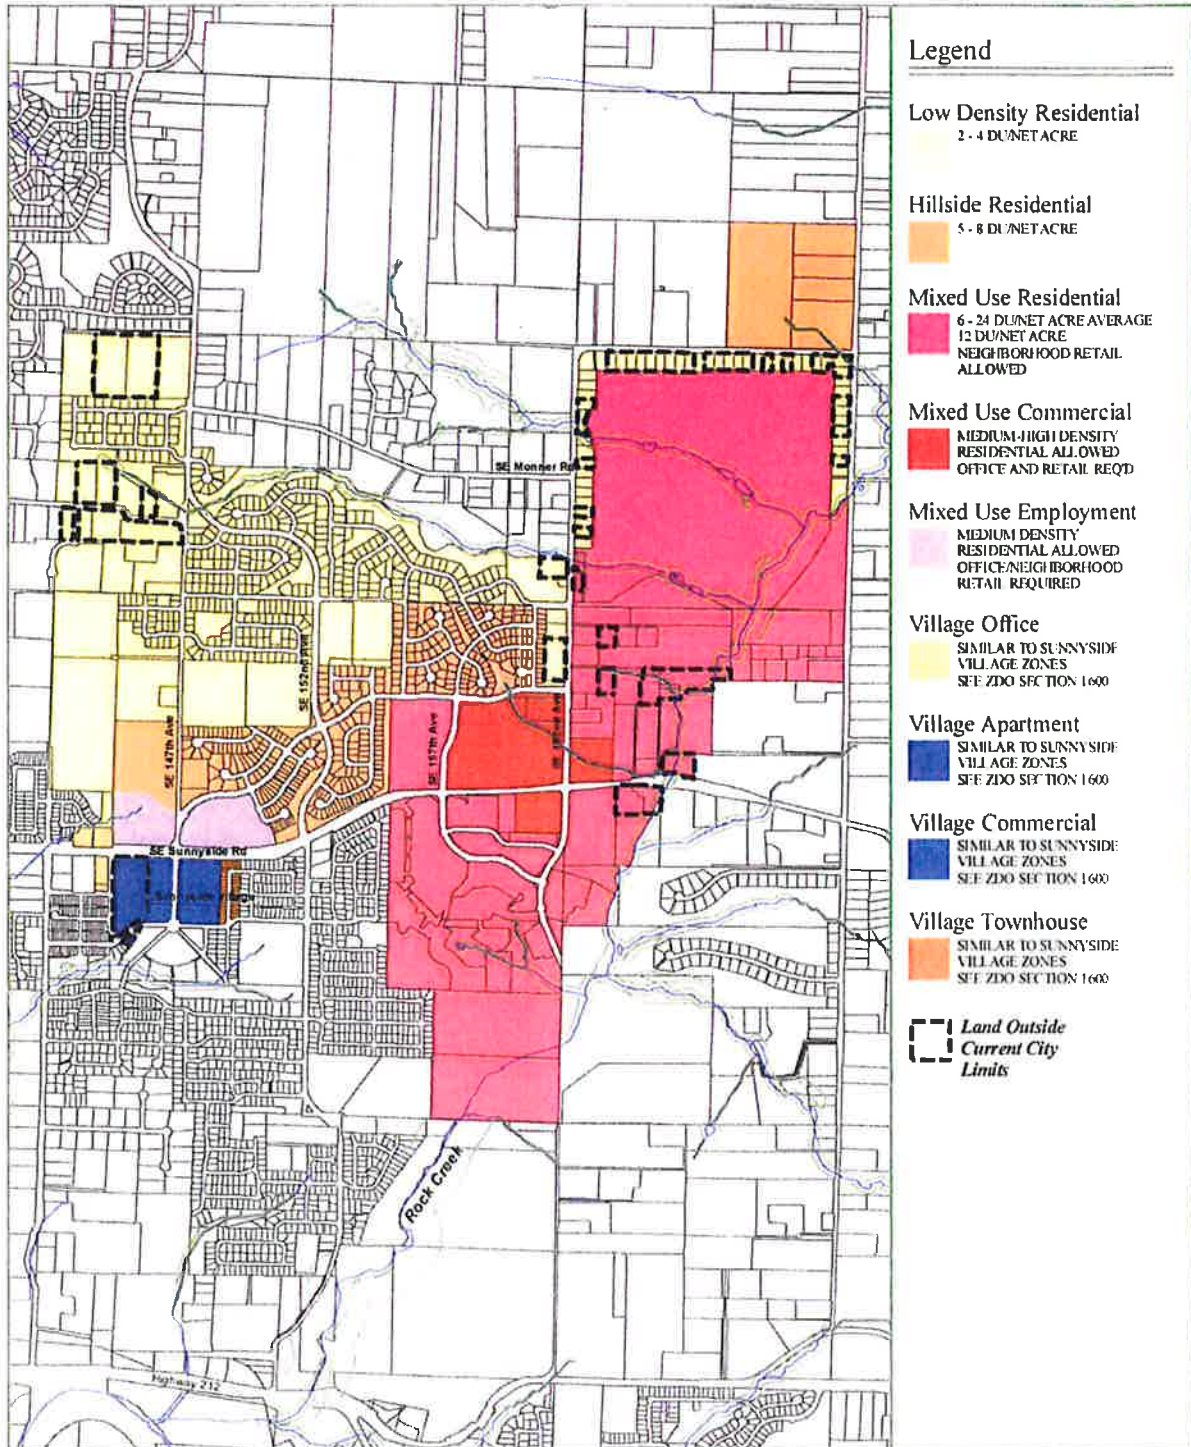 Legend
Low Density Residential
2 - 4 DU/NET ACRE
Hillside Residential
5 - 8 DU/NET ACRE
Mixed Use Residential
6 - 24 DU/NET ACRE AVERAGE
12 DU/NET ACRE
NEIGHBORHOOD RETAIL
ALLOWED
Mixed Use Commercial
MEDIUM-HIGH DENSITY
RESIDENTIAL ALLOWED
OFFICE AND RETAIL REQ'D
Mixed Use Employment
MEDIUM DENSITY
RESIDENTIAL ALLOWED
OFFICE/NEIGHBORHOOD
RETAIL REQUIRED
Village Office
SIMILAR TO SUNNYSIDE
VILLAGE ZONES
SEE ZDO SECTION 1600
Village Apartment
SIMILAR TO SUNNYSIDE
VILLAGE ZONES
SEE ZDO SECTION 1600
Village Commercial
SIMILAR TO SUNNYSIDE
VILLAGE ZONES
SEE ZDO SECTION 1600
Village Townhouse
SIMILAR TO SUNNYSIDE
VILLAGE ZONES
SEE ZDO SECTION 1600
Land Outside
Current City
Limits
SE Monner Rd
SE 152nd Ave
SE 147th Ave
SE 157th Ave
SE 162nd Ave
SE Sunnyside Rd
Village
Rock Creek
Highway 212